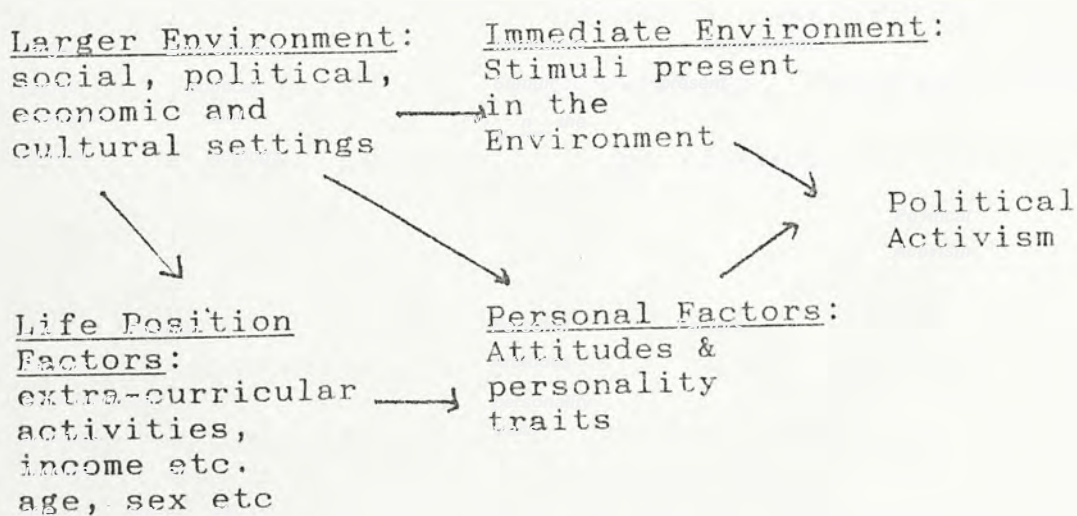 Larger Environment:
social, political,
economic and
cultural settings
Immediate Environment:
Stimuli present
in the
Environment
Political
Activism
Life Position
Factors:
extra-curricular
activities,
income etc.
age, sex etc
Personal Factors:
Attitudes &
personality
traits